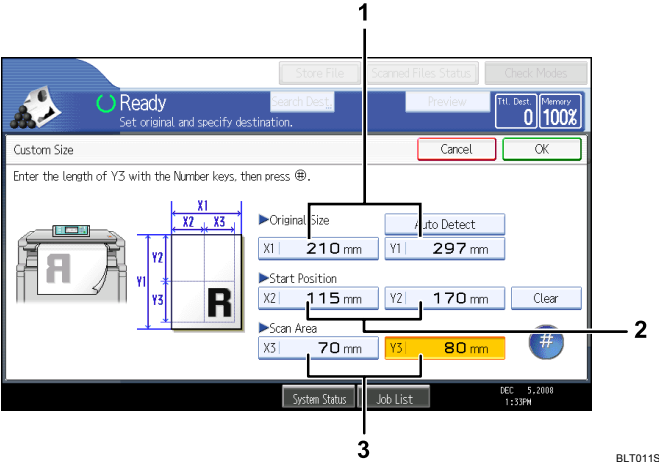 1
Store File
Scanned Files Status
Check Modes
Ready
Search Dest.
Preview
Ttl. Dest.
0
Memory
100%
Set original and specify destination.
Custom Size
Cancel
OK
Enter the length of Y3 with the Number keys, then press ⊕.
X1
X2 X3
Y1
Y2
Y3
R
R
▶Original Size
Auto Detect
X1 210 mm
Y1 297 mm
▶Start Position
X2 115 mm
Y2 170 mm
Clear
2
▶Scan Area
X3 70 mm
Y3 80 mm
#
System Status
Job List
DEC 5.2008
1:33PM
3
BLT011S